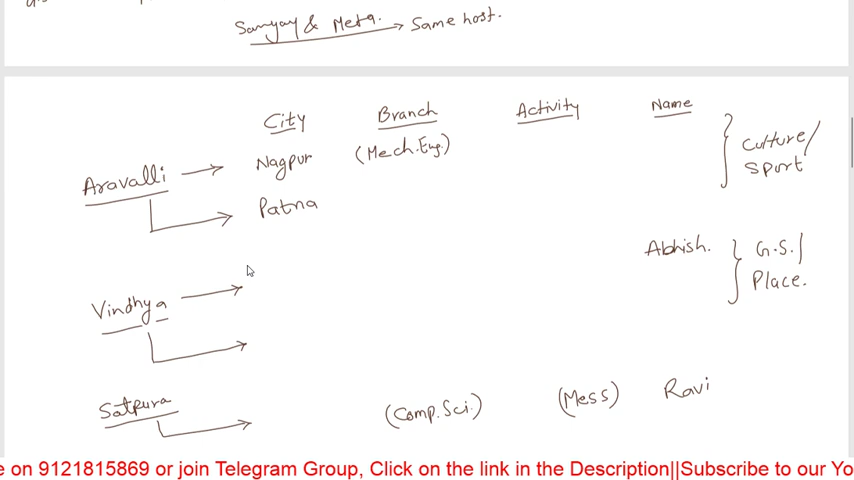 Sanjay & Meta. → Same host.
City Branch Activity Name
Aravalli → Nagpur (Mech.Eng.) } Culture/
Sport
→ Patna
Abhish. } G.S./
Place.
Vindhya →
→
Satpura → (Comp.Sci.) (Mess) Ravi
e on 9121815869 or join Telegram Group, Click on the link in the Description||Subscribe to our Yo